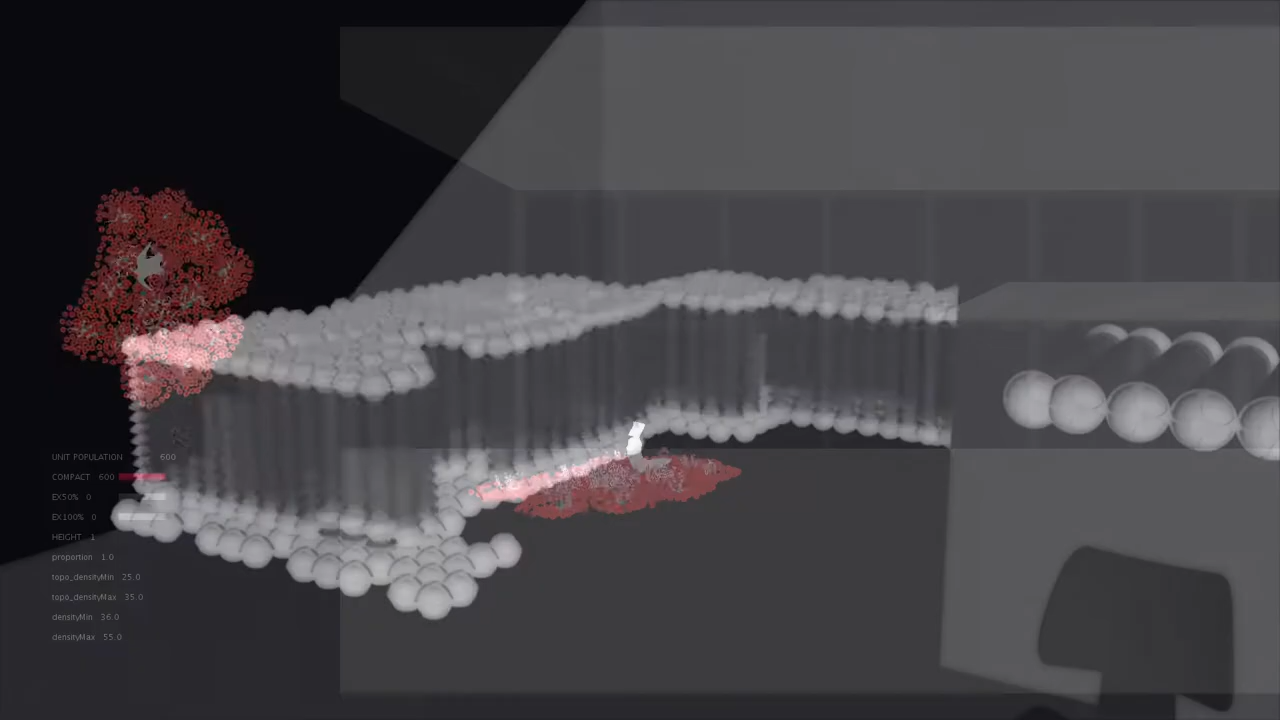 UNIT POPULATION 600
COMPACT 600
EX50% 0
EX100% 0
HEIGHT 1
proportion 1.0
topo_densityMin 25.0
topo_densityMax 35.0
densityMin 36.0
densityMax 55.0